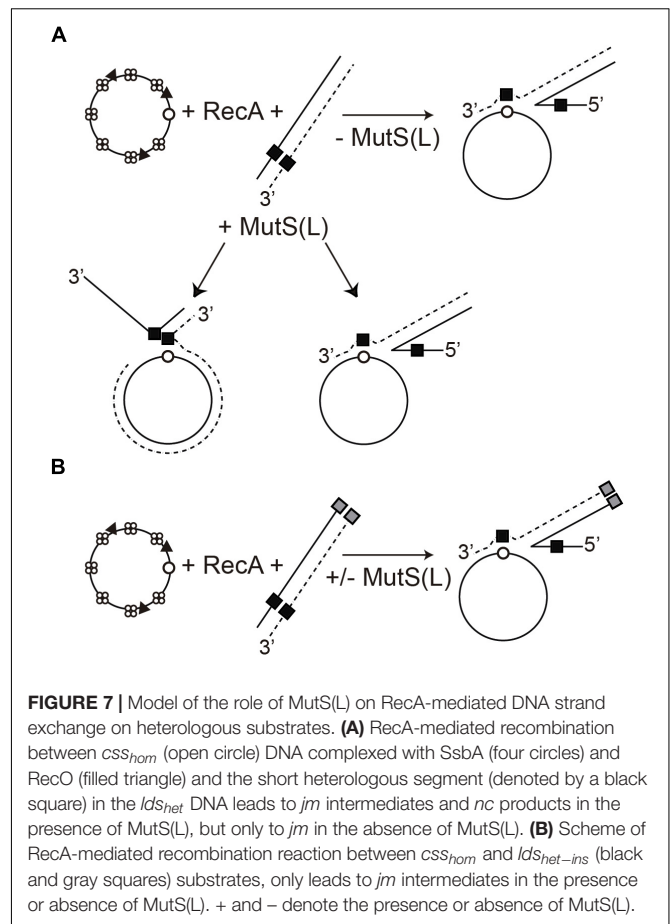 A
+ RecA +
- MutS(L)
3'
5'
3'
+ MutS(L)
3'
3'
3'
5'
B
+ RecA +
+/- MutS(L)
3'
5'
3'
FIGURE 7 | Model of the role of MutS(L) on RecA-mediated DNA strand
exchange on heterologous substrates. (A) RecA-mediated recombination
between css_hom (open circle) DNA complexed with SsbA (four circles) and
RecO (filled triangle) and the short heterologous segment (denoted by a black
square) in the lds_het DNA leads to jm intermediates and nc products in the
presence of MutS(L), but only to jm in the absence of MutS(L). (B) Scheme of
RecA-mediated recombination reaction between css_hom and lds_het−ins (black
and gray squares) substrates, only leads to jm intermediates in the presence
or absence of MutS(L). + and – denote the presence or absence of MutS(L).